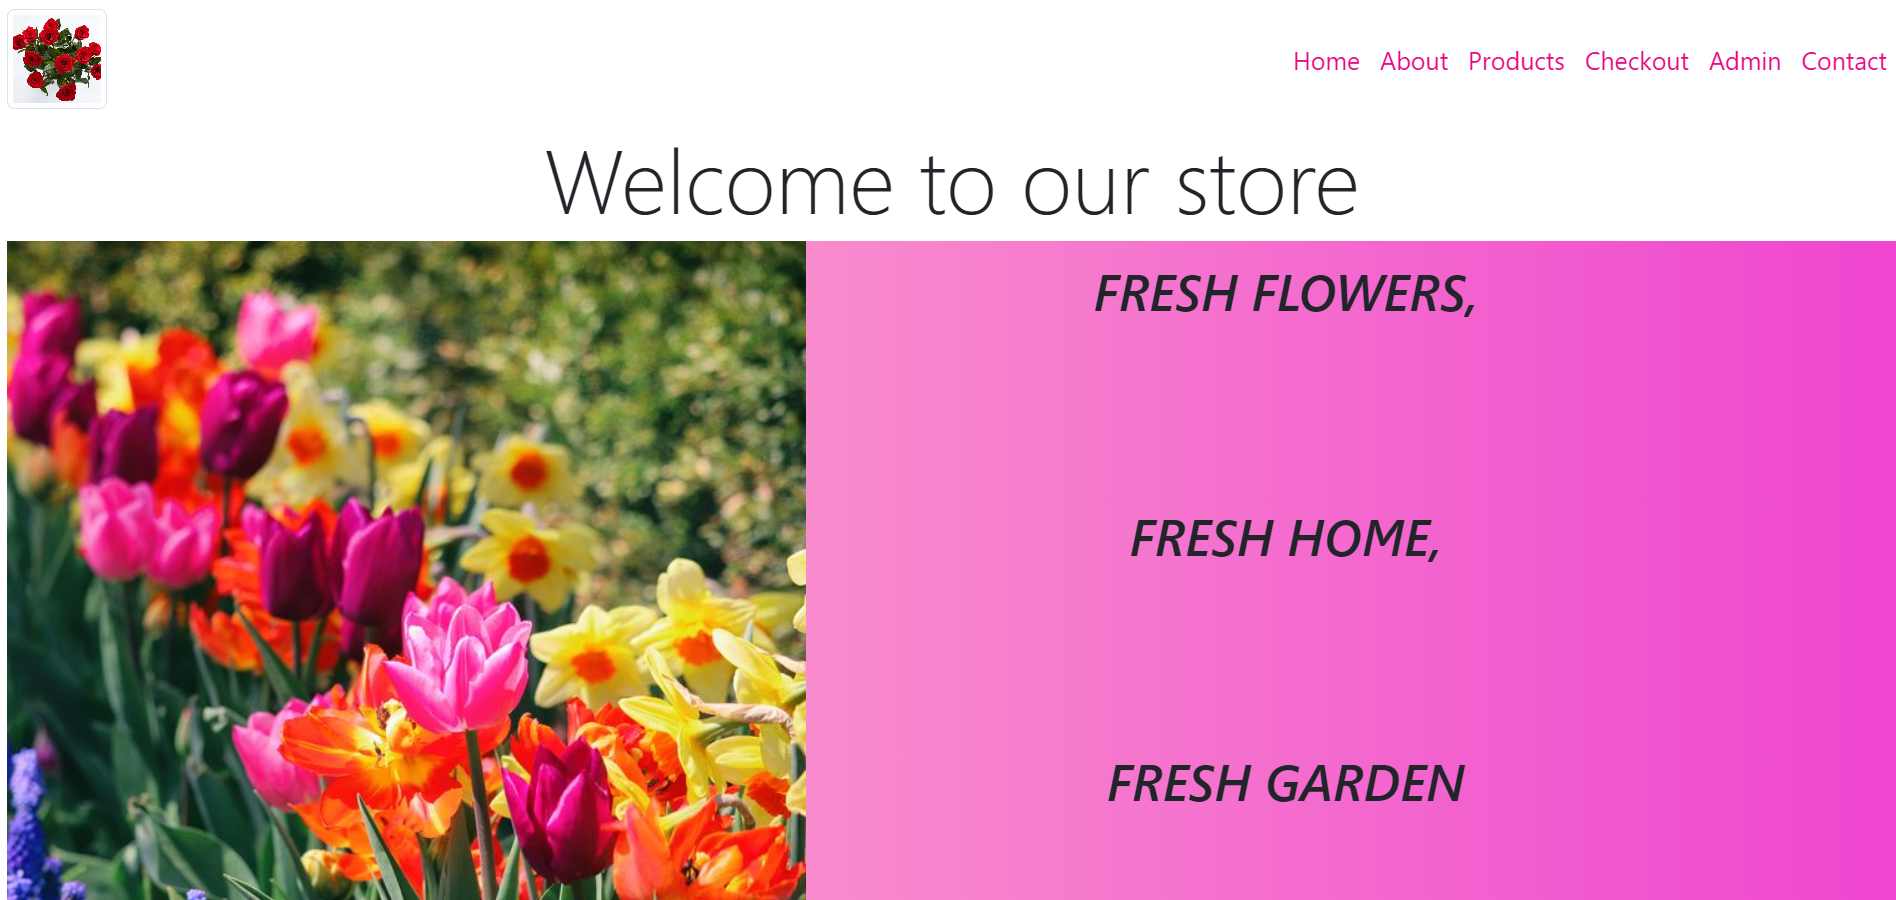 Home About Products Checkout Admin Contact
Welcome to our store
FRESH FLOWERS,
FRESH HOME,
FRESH GARDEN